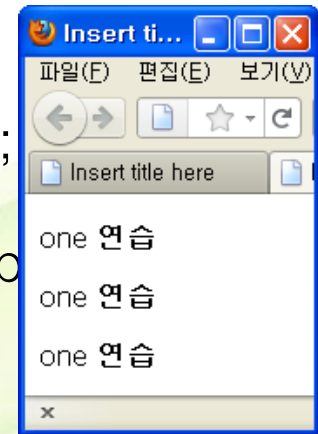 Insert ti...
파일(F) 편집(E) 보기(V)
;
Insert title here
one 연습
one 연습
one 연습